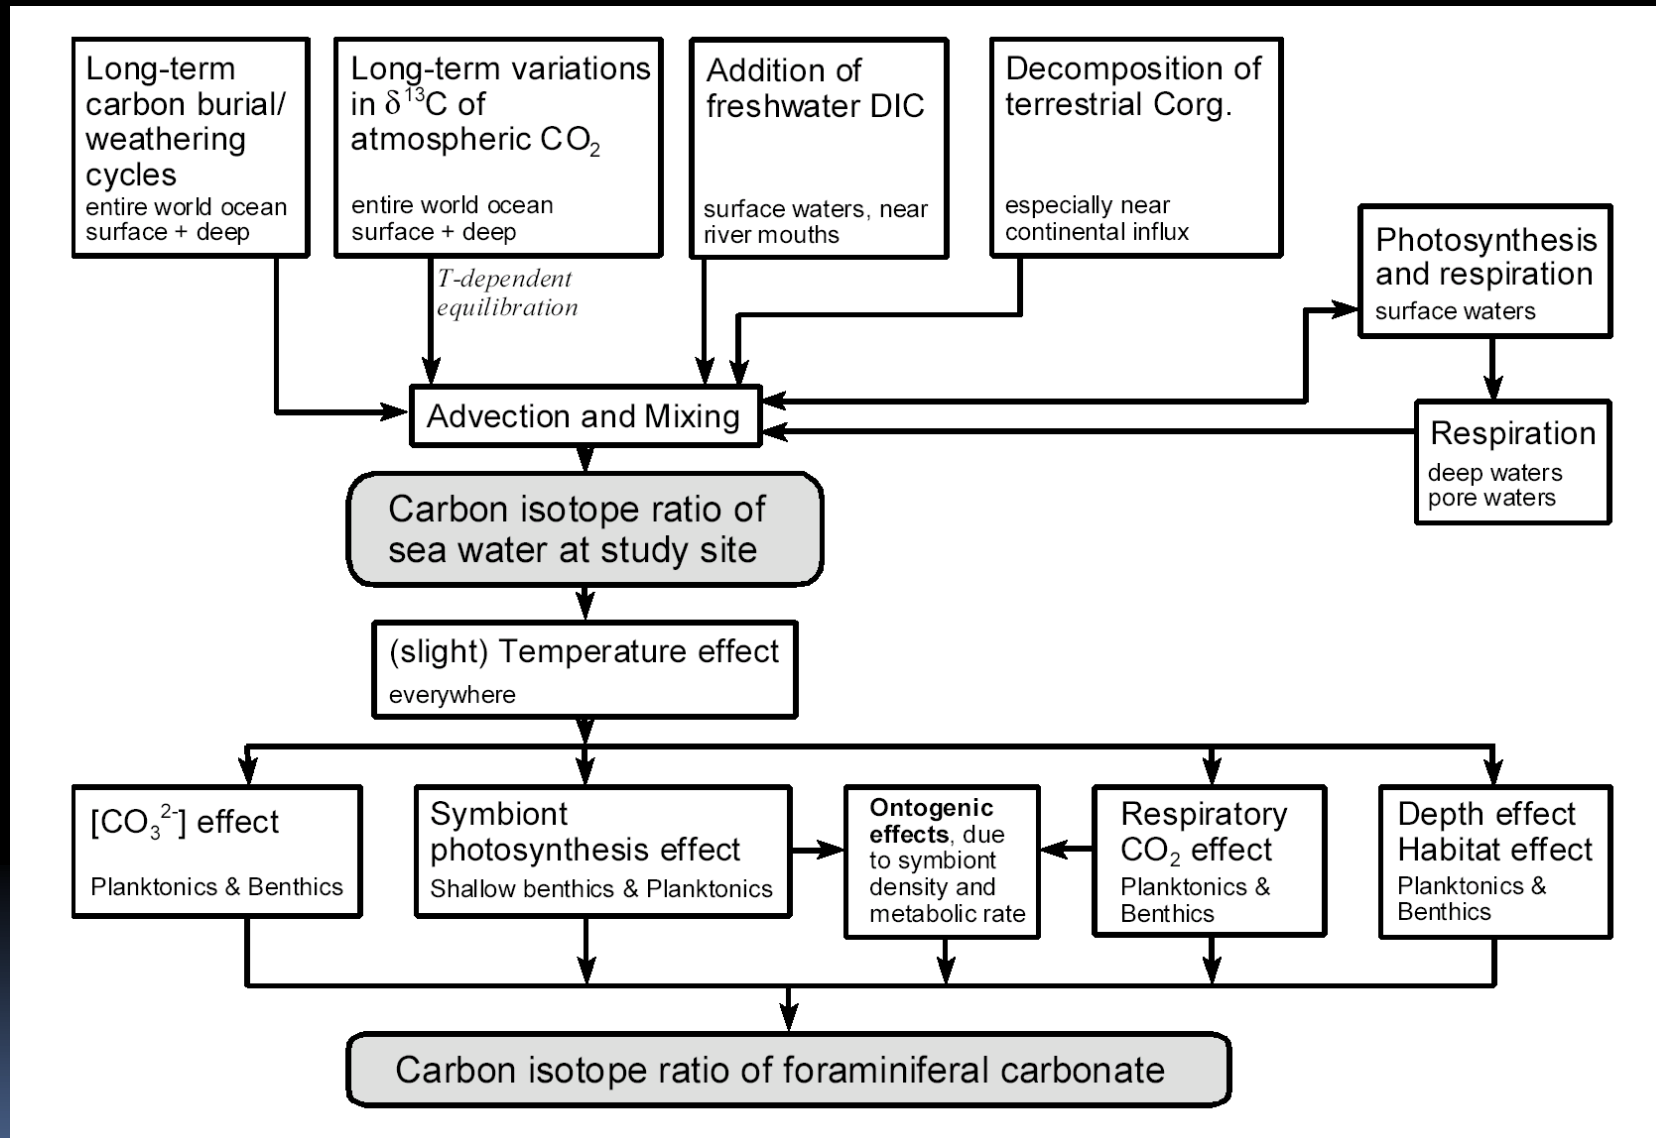 Long-term
carbon burial/
weathering
cycles
entire world ocean
surface + deep
Long-term variations
in δ¹³C of
atmospheric CO₂
entire world ocean
surface + deep
Addition of
freshwater DIC
surface waters, near
river mouths
Decomposition of
terrestrial Corg.
especially near
continental influx
Photosynthesis
and respiration
surface waters
T-dependent
equilibration
Advection and Mixing
Respiration
deep waters
pore waters
Carbon isotope ratio of
sea water at study site
(slight) Temperature effect
everywhere
[CO₃²⁻] effect
Planktonics & Benthics
Symbiont
photosynthesis effect
Shallow benthics & Planktonics
Ontogenic
effects, due
to symbiont
density and
metabolic rate
Respiratory
CO₂ effect
Planktonics &
Benthics
Depth effect
Habitat effect
Planktonics &
Benthics
Carbon isotope ratio of foraminiferal carbonate